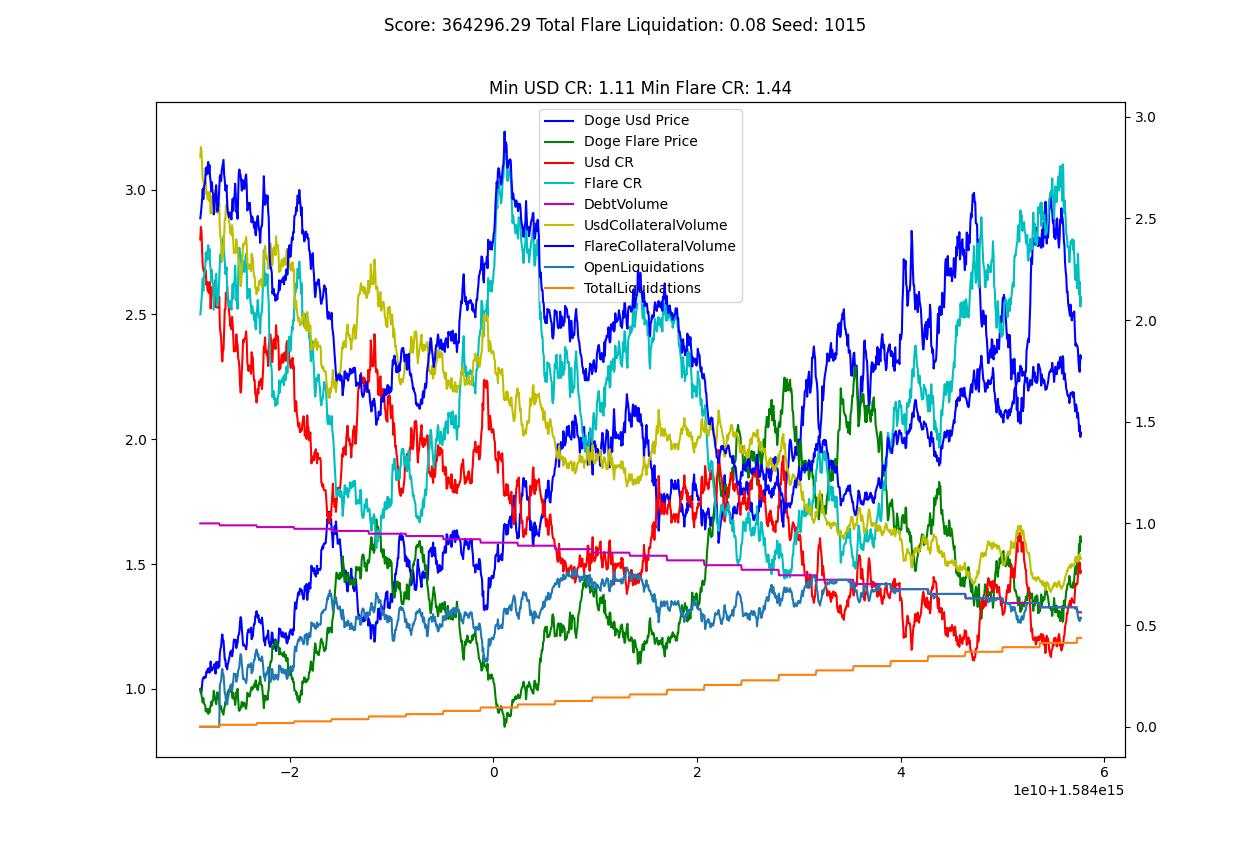 Score: 364296.29 Total Flare Liquidation: 0.08 Seed: 1015
Min USD CR: 1.11 Min Flare CR: 1.44
Doge Usd Price
Doge Flare Price
Usd CR
Flare CR
DebtVolume
UsdCollateralVolume
FlareCollateralVolume
OpenLiquidations
TotalLiquidations
3.0
2.5
2.0
1.5
1.0
3.0
2.5
2.0
1.5
1.0
0.5
0.0
−2
0
2
4
6
1e10+1.584e15